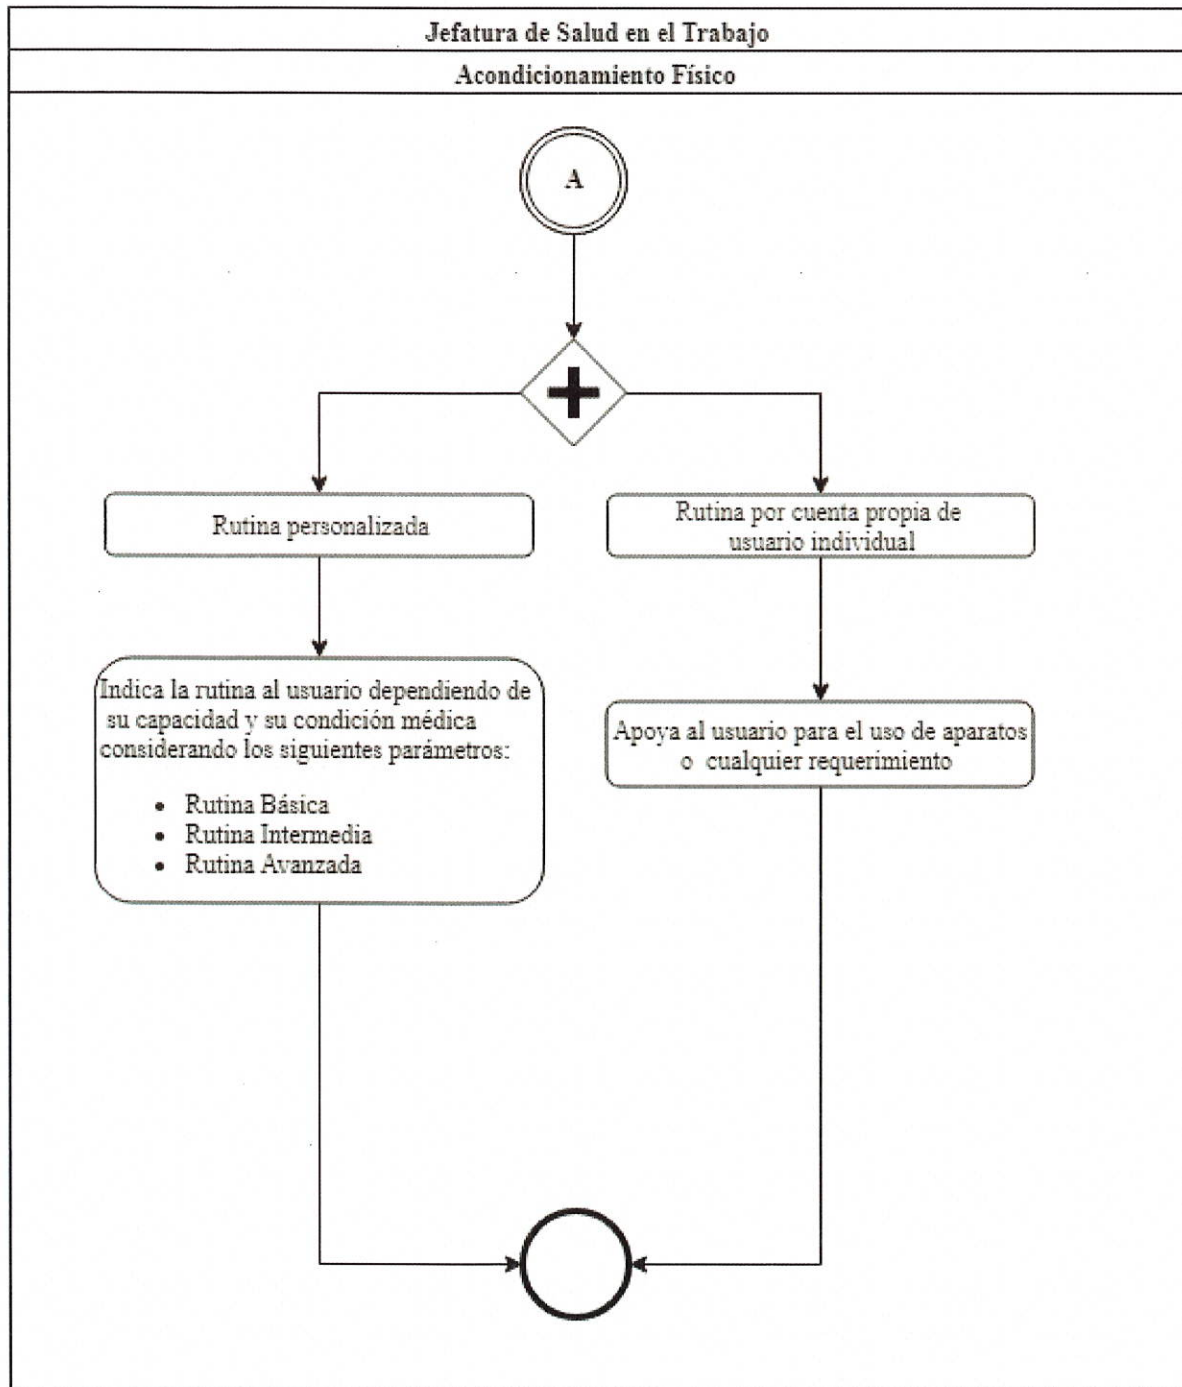 Jefatura de Salud en el Trabajo
Acondicionamiento Físico
A
Rutina personalizada
Rutina por cuenta propia de
usuario individual
Indica la rutina al usuario dependiendo de
su capacidad y su condición médica
considerando los siguientes parámetros:
• Rutina Básica
• Rutina Intermedia
• Rutina Avanzada
Apoya al usuario para el uso de aparatos
o cualquier requerimiento